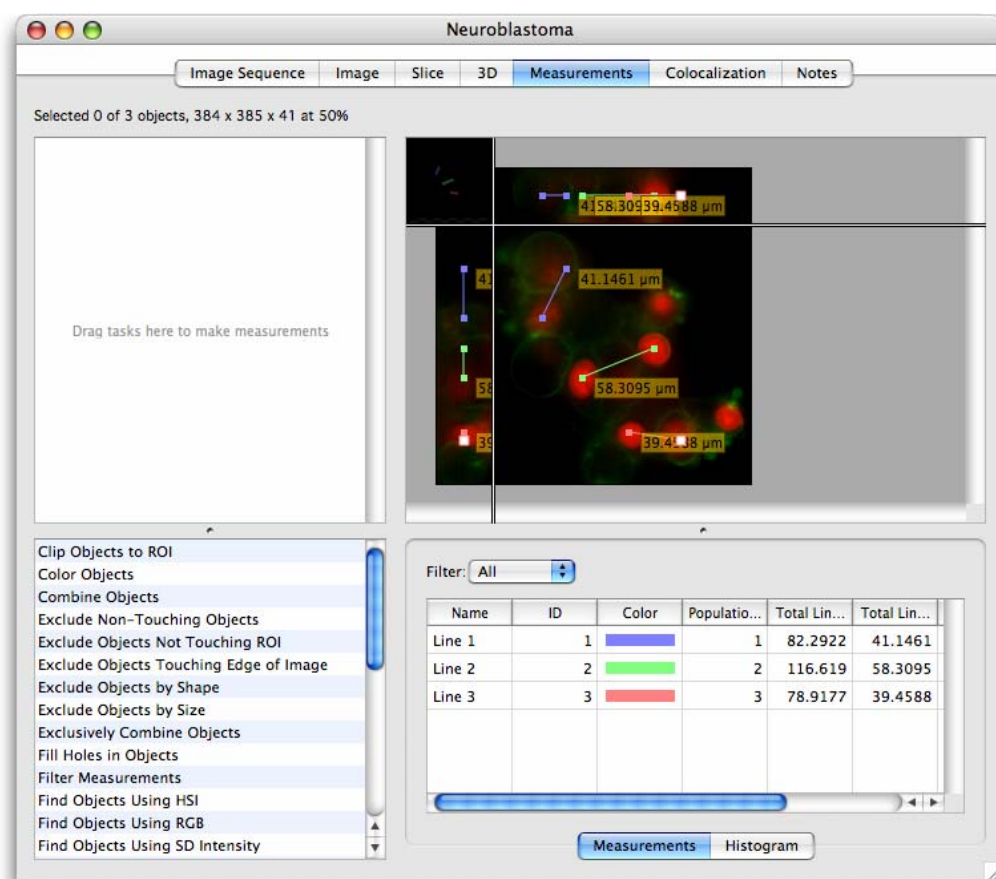 Neuroblastoma
Image Sequence Image Slice 3D Measurements Colocalization Notes
Selected 0 of 3 objects, 384 x 385 x 41 at 50%
Drag tasks here to make measurements
39.4588 µm
41.1461 µm
58.3095 µm
Clip Objects to ROI
Color Objects
Combine Objects
Exclude Non-Touching Objects
Exclude Objects Not Touching ROI
Exclude Objects Touching Edge of Image
Exclude Objects by Shape
Exclude Objects by Size
Exclusively Combine Objects
Fill Holes in Objects
Filter Measurements
Find Objects Using HSI
Find Objects Using RGB
Find Objects Using SD Intensity
Filter: All
Name ID Color Populatio... Total Lin... Total Lin...
Line 1 1 1 82.2922 41.1461
Line 2 2 2 116.619 58.3095
Line 3 3 3 78.9177 39.4588
Measurements Histogram